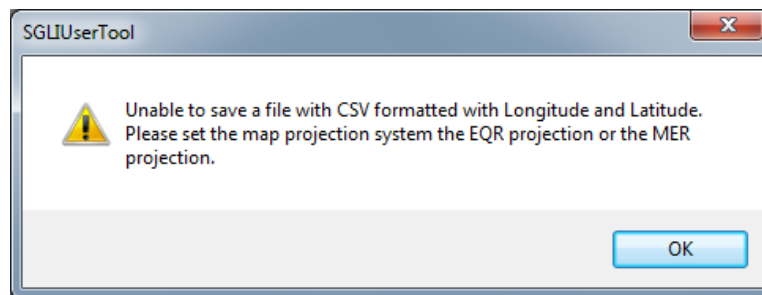 SGLIUserTool
Unable to save a file with CSV formatted with Longitude and Latitude.
Please set the map projection system the EQR projection or the MER
projection.
OK